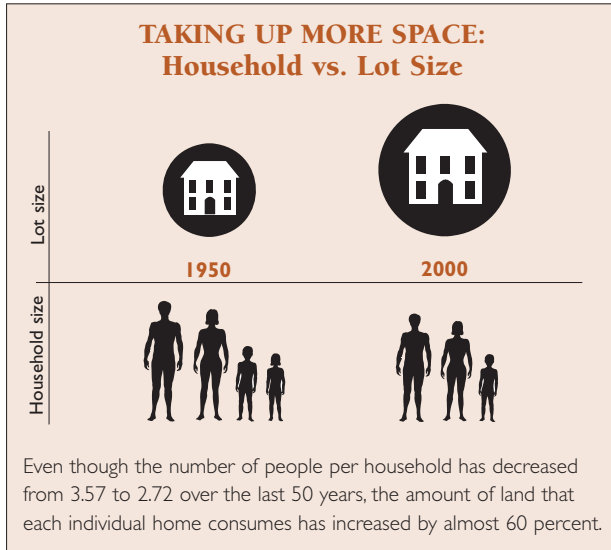 TAKING UP MORE SPACE:
Household vs. Lot Size
Lot size
1950
2000
Household size
Even though the number of people per household has decreased
from 3.57 to 2.72 over the last 50 years, the amount of land that
each individual home consumes has increased by almost 60 percent.